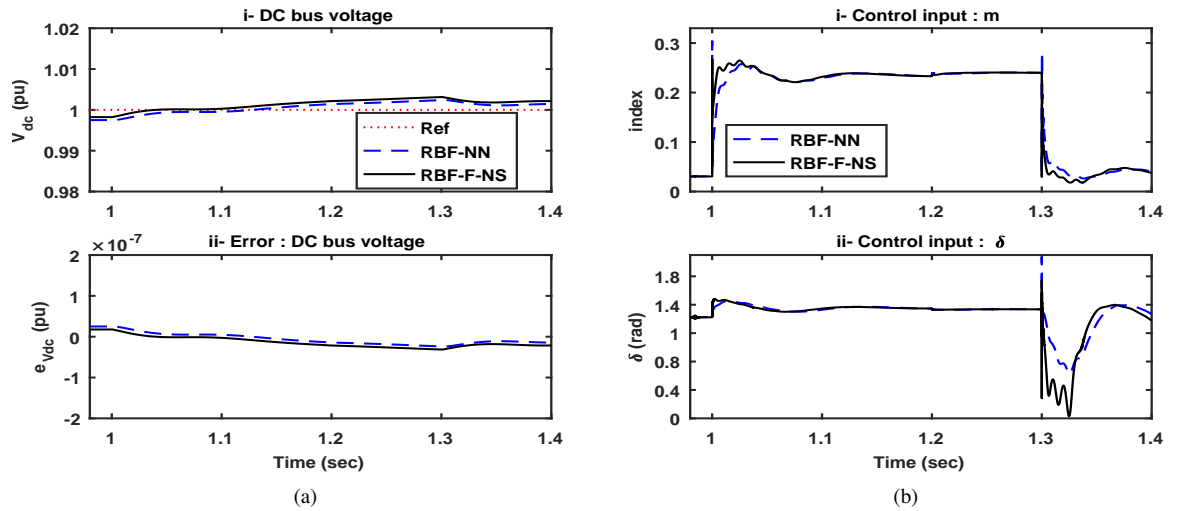 i- DC bus voltage
1.02
1.01
1
0.99
0.98
V_dc (pu)
Ref
RBF-NN
RBF-F-NS
1 1.1 1.2 1.3 1.4
ii- Error : DC bus voltage
×10^-7
2
1
0
-1
-2
e_Vdc (pu)
1 1.1 1.2 1.3 1.4
Time (sec)
(a)
i- Control input : m
0.3
0.2
0.1
0
index
RBF-NN
RBF-F-NS
1 1.1 1.2 1.3 1.4
ii- Control input : δ
1.8
1.4
1.2
0.8
0.4
0
δ (rad)
1 1.1 1.2 1.3 1.4
Time (sec)
(b)